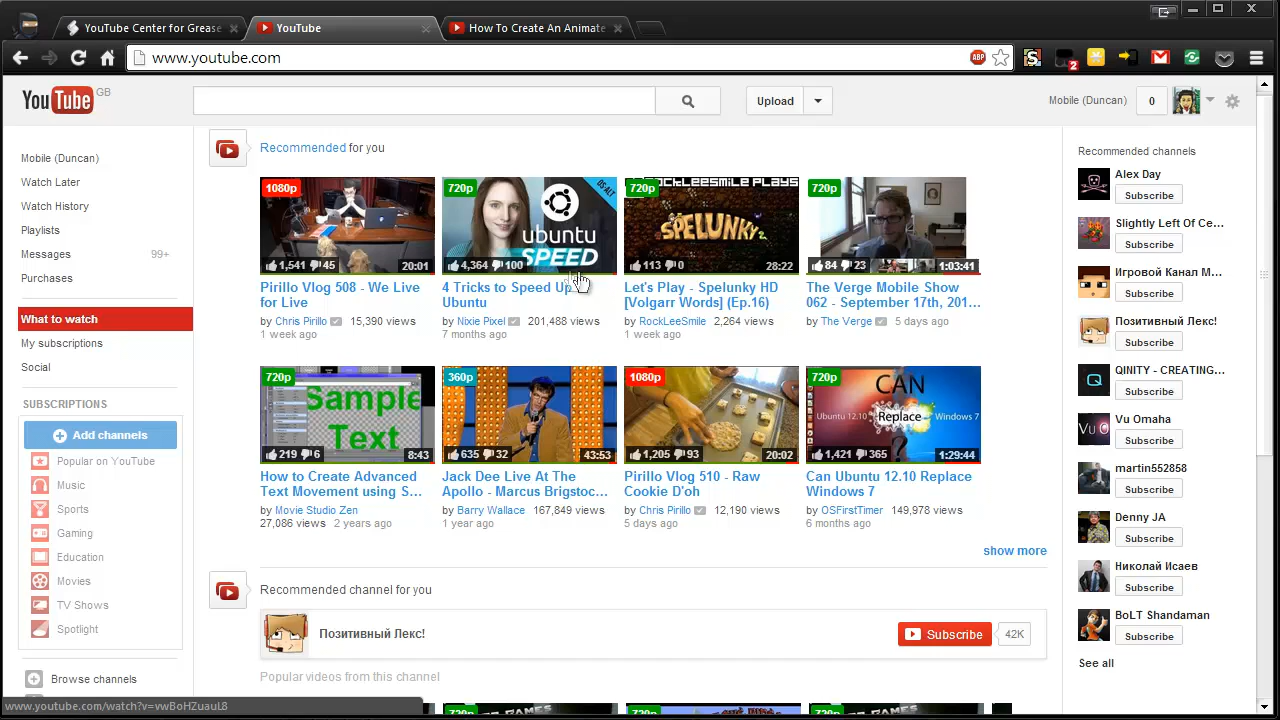 YouTube Center for Grease
YouTube
How To Create An Animate
www.youtube.com
ABP
2
YouTube GB
Upload
Mobile (Duncan)
0
Mobile (Duncan)
Watch Later
Watch History
Playlists
Messages 99+
Purchases
What to watch
My subscriptions
Social
SUBSCRIPTIONS
Add channels
Popular on YouTube
Music
Sports
Gaming
Education
Movies
TV Shows
Spotlight
Browse channels
www.youtube.com/watch?v=vwBoHZuauL8
Recommended for you
1080p
1,541 45 20:01
Pirillo Vlog 508 - We Live
for Live
by Chris Pirillo 15,390 views
1 week ago
720p
OS.ALT
ubuntu
SPEED
4,364 100
4 Tricks to Speed Up
Ubuntu
by Nixie Pixel 201,488 views
7 months ago
ROCKLEESMILE PLAYS
720p
SPELUNKY
113 0 28:22
Let's Play - Spelunky HD
[Volgarr Words] (Ep.16)
by RockLeeSmile 2,264 views
1 week ago
720p
84 23 1:03:41
The Verge Mobile Show
062 - September 17th, 201...
by The Verge 5 days ago
720p
Sample
Text
219 6 8:43
How to Create Advanced
Text Movement using S...
by Movie Studio Zen
27,086 views 2 years ago
360p
635 32 43:53
Jack Dee Live At The
Apollo - Marcus Brigstoc...
by Barry Wallace 167,849 views
1 year ago
1080p
1,205 93 20:02
Pirillo Vlog 510 - Raw
Cookie D'oh
by Chris Pirillo 12,190 views
5 days ago
720p
CAN
Ubuntu 12.10 Replace Windows 7
1,421 365 1:29:44
Can Ubuntu 12.10 Replace
Windows 7
by OSFirstTimer 149,978 views
6 months ago
show more
Recommended channel for you
Позитивный Лекс!
Subscribe 42K
Popular videos from this channel
720p
720p
720p
Recommended channels
Alex Day
Subscribe
Slightly Left Of Ce...
Subscribe
Игровой Канал М...
Subscribe
Позитивный Лекс!
Subscribe
QINITY - CREATING...
Subscribe
Vu Omaha
Subscribe
martin552858
Subscribe
Denny JA
Subscribe
Николай Исаев
Subscribe
BoLT Shandaman
Subscribe
See all